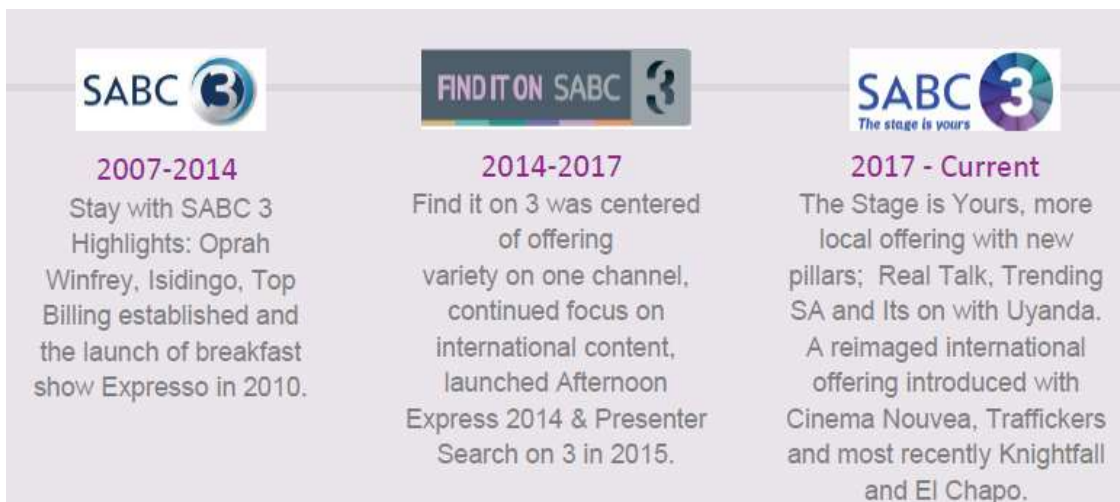 SABC 3
2007-2014
Stay with SABC 3
Highlights: Oprah
Winfrey, Isidingo, Top
Billing established and
the launch of breakfast
show Expresso in 2010.
FIND IT ON SABC 3
2014-2017
Find it on 3 was centered
of offering
variety on one channel,
continued focus on
international content,
launched Afternoon
Express 2014 & Presenter
Search on 3 in 2015.
SABC 3
The stage is yours
2017 - Current
The Stage is Yours, more
local offering with new
pillars; Real Talk, Trending
SA and Its on with Uyanda.
A reimaged international
offering introduced with
Cinema Nouvea, Traffickers
and most recently Knightfall
and El Chapo.